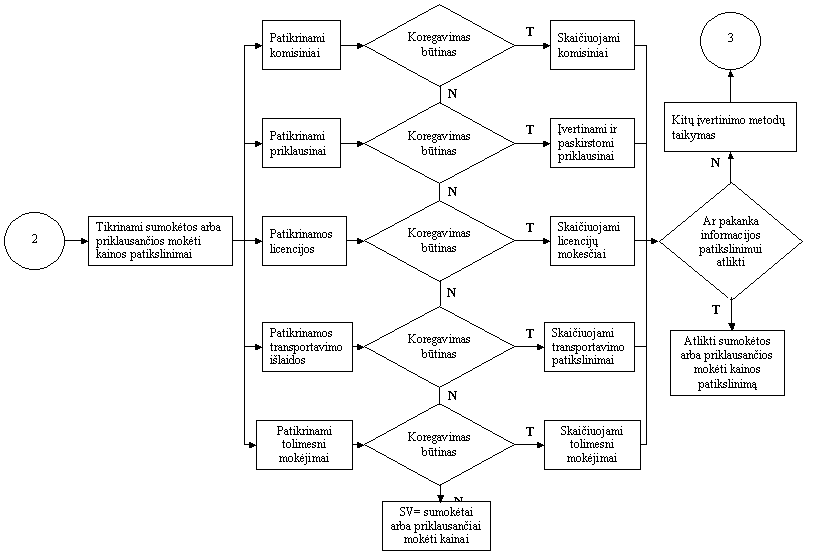 2
Tikrinami sumokėtos arba
priklausančios mokėti
kainos patikslinimai
Patikrinami
komisiniai
Koregavimas
būtinas
T
Skaičiuojami
komisiniai
N
Patikrinami
priklausinai
Koregavimas
būtinas
T
Įvertinami ir
paskirstomi
priklausinai
N
Patikrinamos
licencijos
Koregavimas
būtinas
T
Skaičiuojami
licencijų
mokesčiai
N
Patikrinamos
transportavimo
išlaidos
Koregavimas
būtinas
T
Skaičiuojami
transportavimo
patikslinimai
N
Patikrinami
tolimesni
mokėjimai
Koregavimas
būtinas
T
Skaičiuojami
tolimesni
mokėjimai
N
SV= sumokėtai
arba priklausančiai
mokėti kainai
3
Kitų įvertinimo metodų
taikymas
N
Ar pakanka
informacijos
patikslinimui
atlikti
T
Atlikti sumokėtos
arba priklausančios
mokėti kainos
patikslinimą